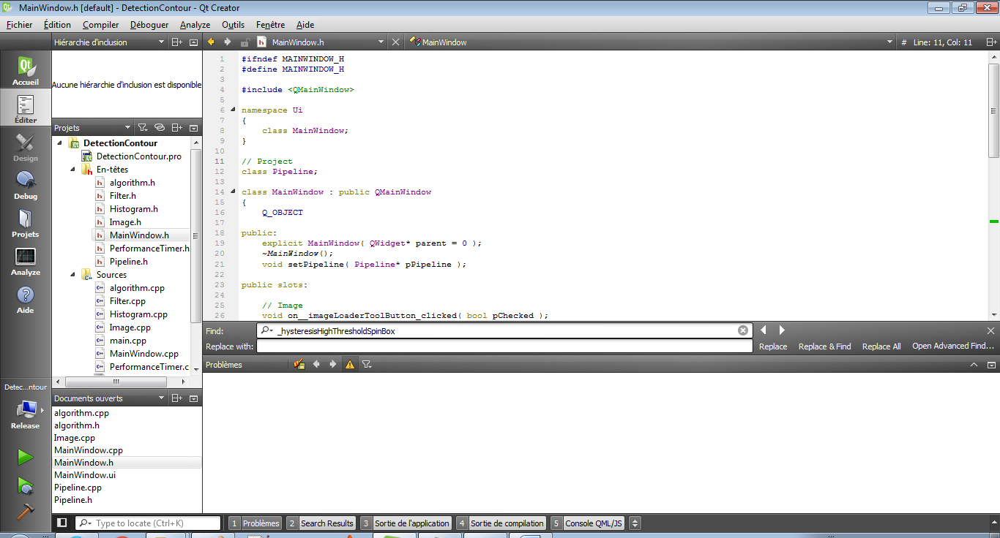 MainWindow.h [default] - DetectionContour - Qt Creator
Fichier Édition Compiler Déboguer Analyze Outils Fenêtre Aide
Hiérarchie d'inclusion
MainWindow.h
MainWindow
# Line: 11, Col: 11
Qt
Accueil
Éditer
Design
Debug
Projets
Analyze
Aide
Detec...ntour
Release
Aucune hiérarchie d'inclusion est disponible
Projets
DetectionContour
DetectionContour.pro
En-têtes
algorithm.h
Filter.h
Histogram.h
Image.h
MainWindow.h
PerformanceTimer.h
Pipeline.h
Sources
algorithm.cpp
Filter.cpp
Histogram.cpp
Image.cpp
main.cpp
MainWindow.cpp
PerformanceTimer.c
Documents ouverts
algorithm.cpp
algorithm.h
Image.cpp
MainWindow.cpp
MainWindow.h
MainWindow.ui
Pipeline.cpp
Pipeline.h
1 #ifndef MAINWINDOW_H
2 #define MAINWINDOW_H
3
4 #include <QMainWindow>
5
6 namespace Ui
7 {
8 class MainWindow;
9 }
10
11 // Project
12 class Pipeline;
13
14 class MainWindow : public QMainWindow
15 {
16 Q_OBJECT
17
18 public:
19 explicit MainWindow( QWidget* parent = 0 );
20 ~MainWindow();
21 void setPipeline( Pipeline* pPipeline );
22
23 public slots:
24
25 // Image
26 void on__imageLoaderToolButton_clicked( bool pChecked );
Find: _hysteresisHighThresholdSpinBox
Replace with: Replace Replace & Find Replace All Open Advanced Find...
Problèmes
Type to locate (Ctrl+K) 1 Problèmes 2 Search Results 3 Sortie de l'application 4 Sortie de compilation 5 Console QML/JS